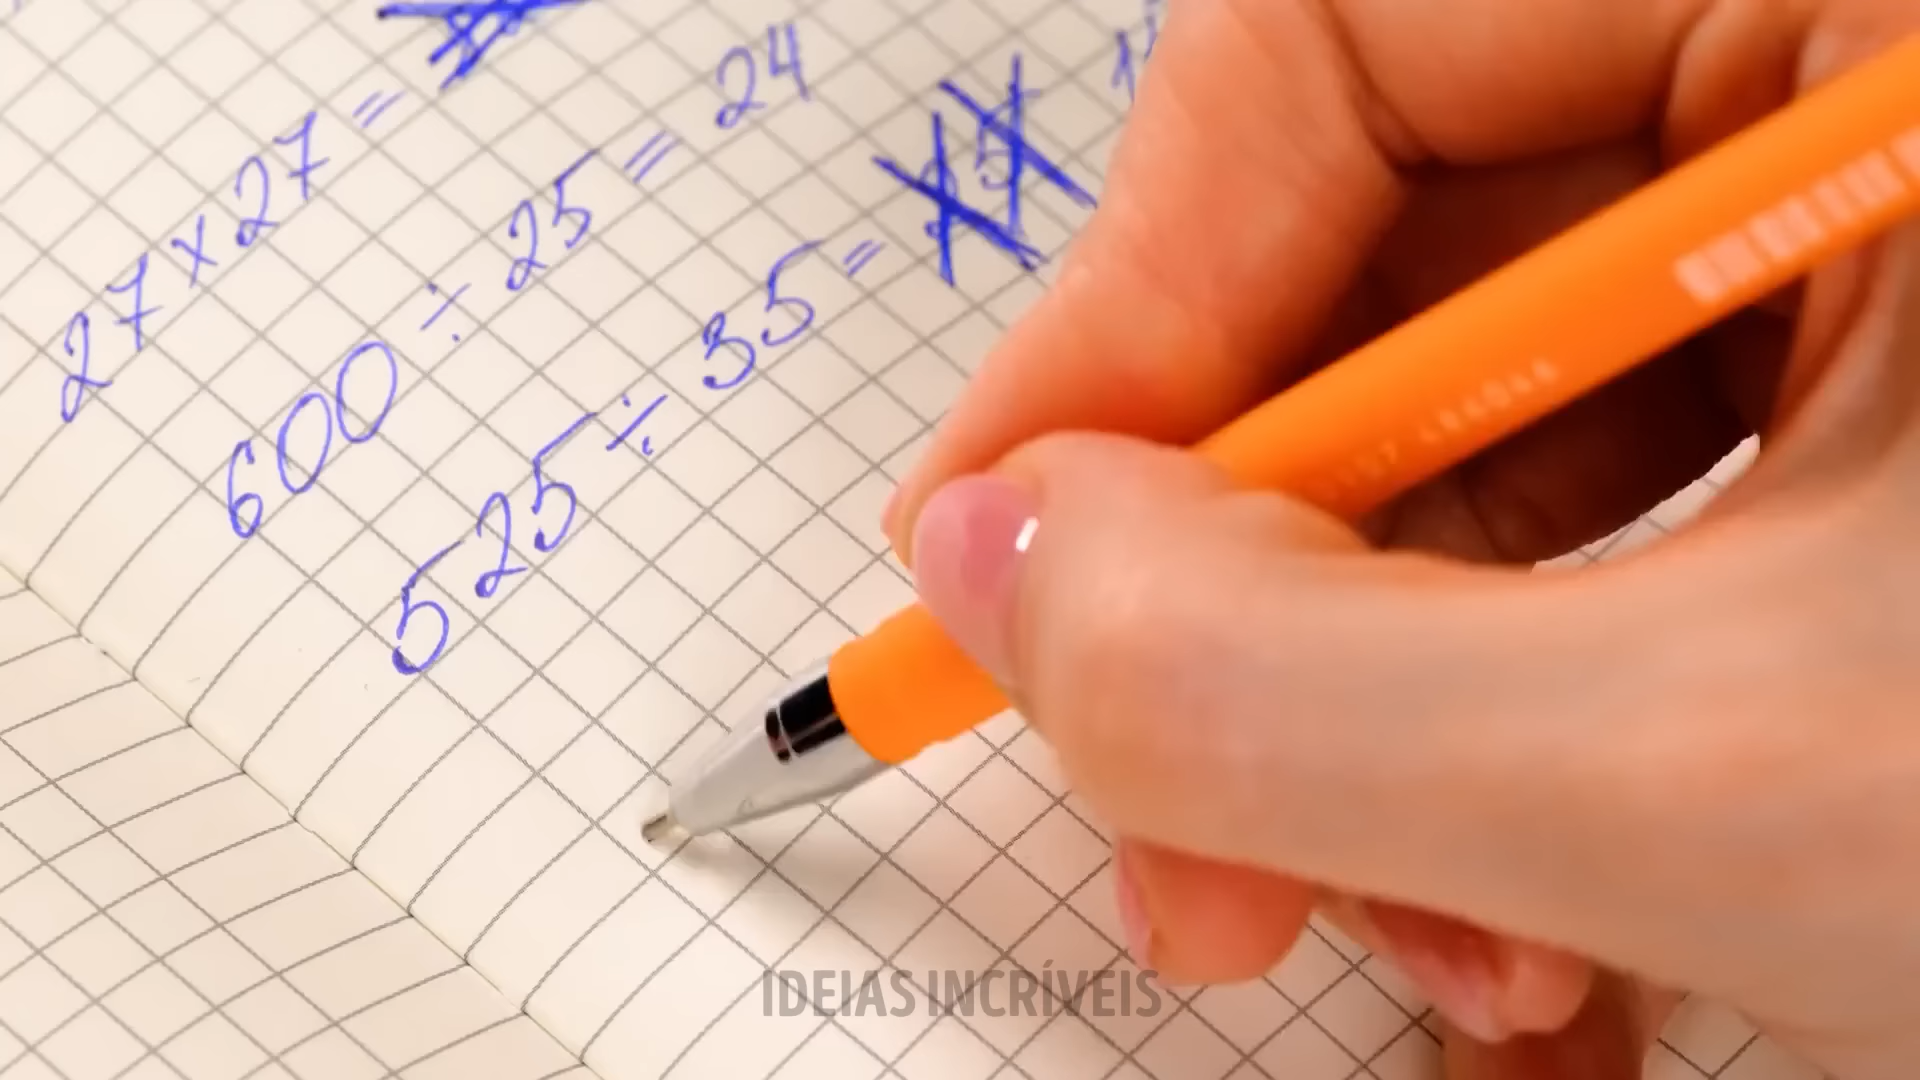 27 x 27 =
600 ÷ 25 = 24
525 ÷ 35 =
IDEIAS INCRÍVEIS